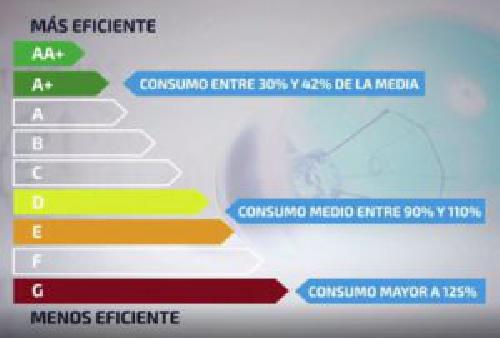 MÁS EFICIENTE
AA+
A+ CONSUMO ENTRE 30% Y 42% DE LA MEDIA
A
B
C
D
CONSUMO MEDIO ENTRE 90% Y 110%
E
F
G CONSUMO MAYOR A 125%
MENOS EFICIENTE